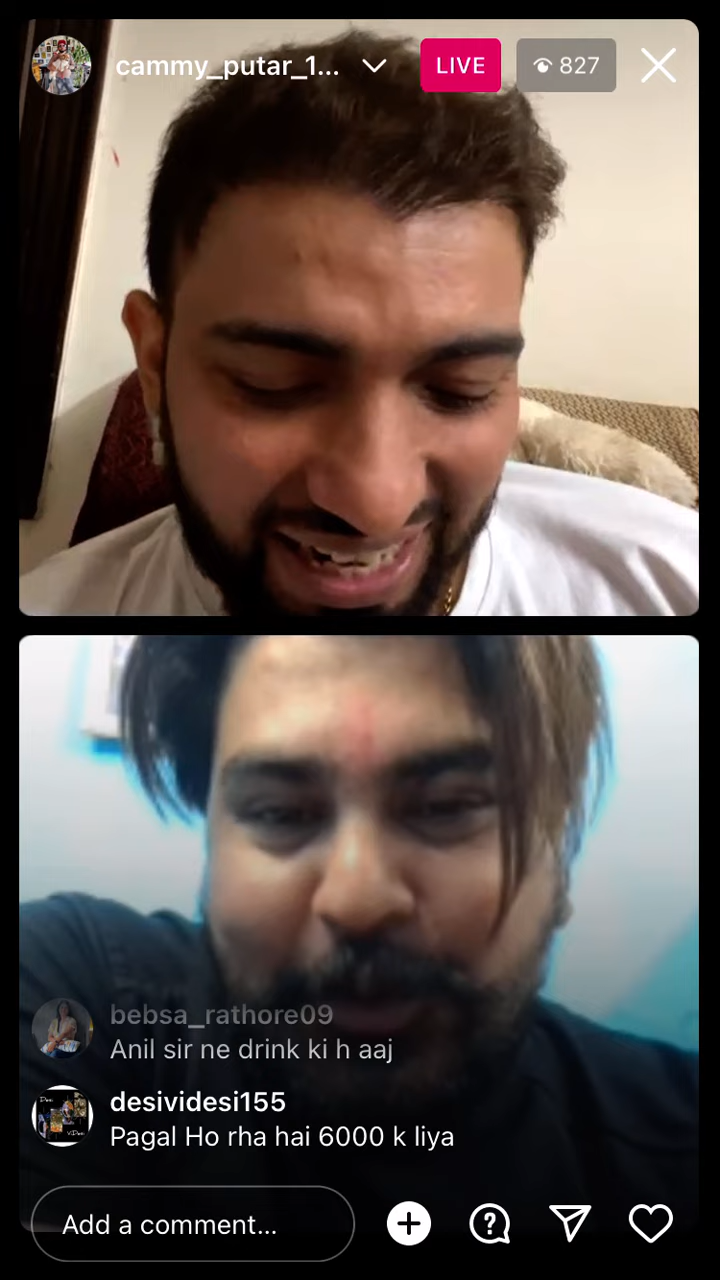 cammy_putar_1...
LIVE
827
bebsa_rathore09
Anil sir ne drink ki h aaj
desividesi155
Pagal Ho rha hai 6000 k liya
Add a comment...